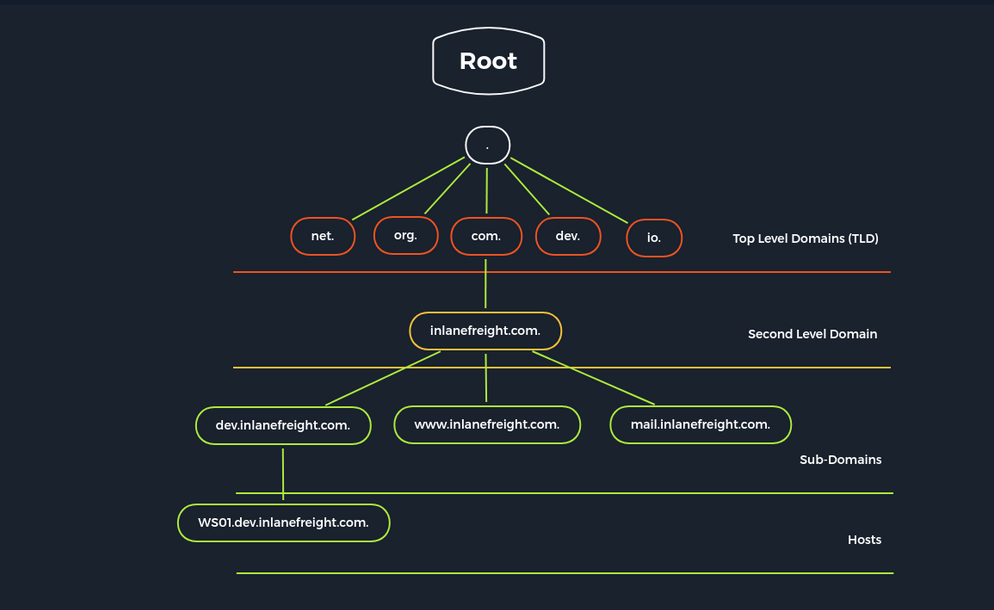 Root
.
net.
org.
com.
dev.
io.
Top Level Domains (TLD)
inlanefreight.com.
Second Level Domain
dev.inlanefreight.com.
www.inlanefreight.com.
mail.inlanefreight.com.
Sub-Domains
WS01.dev.inlanefreight.com.
Hosts